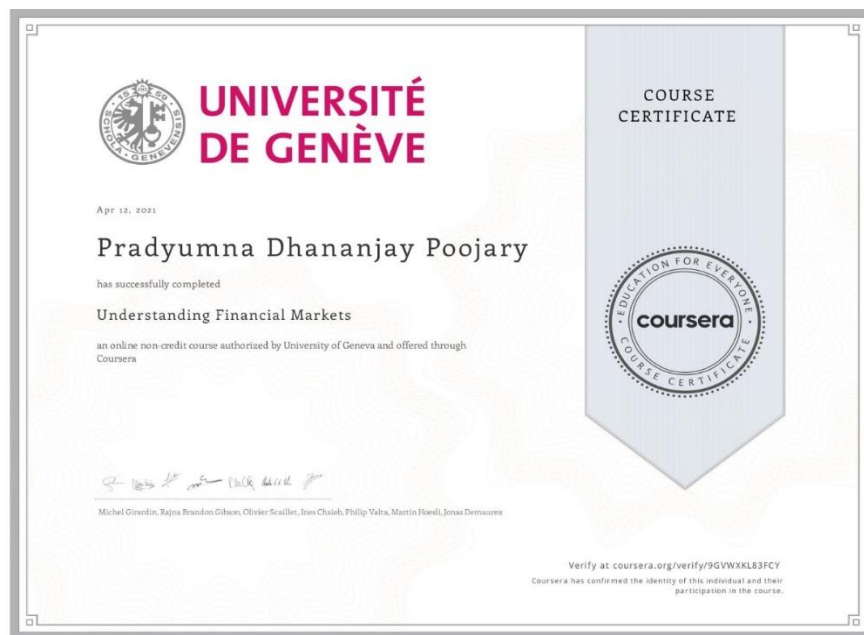 UNIVERSITÉ
DE GENÈVE
SCHOLA · GENEVENSIS
1559
COURSE
CERTIFICATE
Apr 12, 2021
Pradyumna Dhananjay Poojary
has successfully completed
Understanding Financial Markets
an online non-credit course authorized by University of Geneva and offered through
Coursera
EDUCATION FOR EVERYONE
coursera
COURSE CERTIFICATE
Michel Girardin, Rajna Brandon Gibson, Olivier Scaillet, Ines Chaieb, Philip Valta, Martin Hoesli, Jonas Demaurex
Verify at coursera.org/verify/9GVWXKL83FCY
Coursera has confirmed the identity of this individual and their
participation in the course.